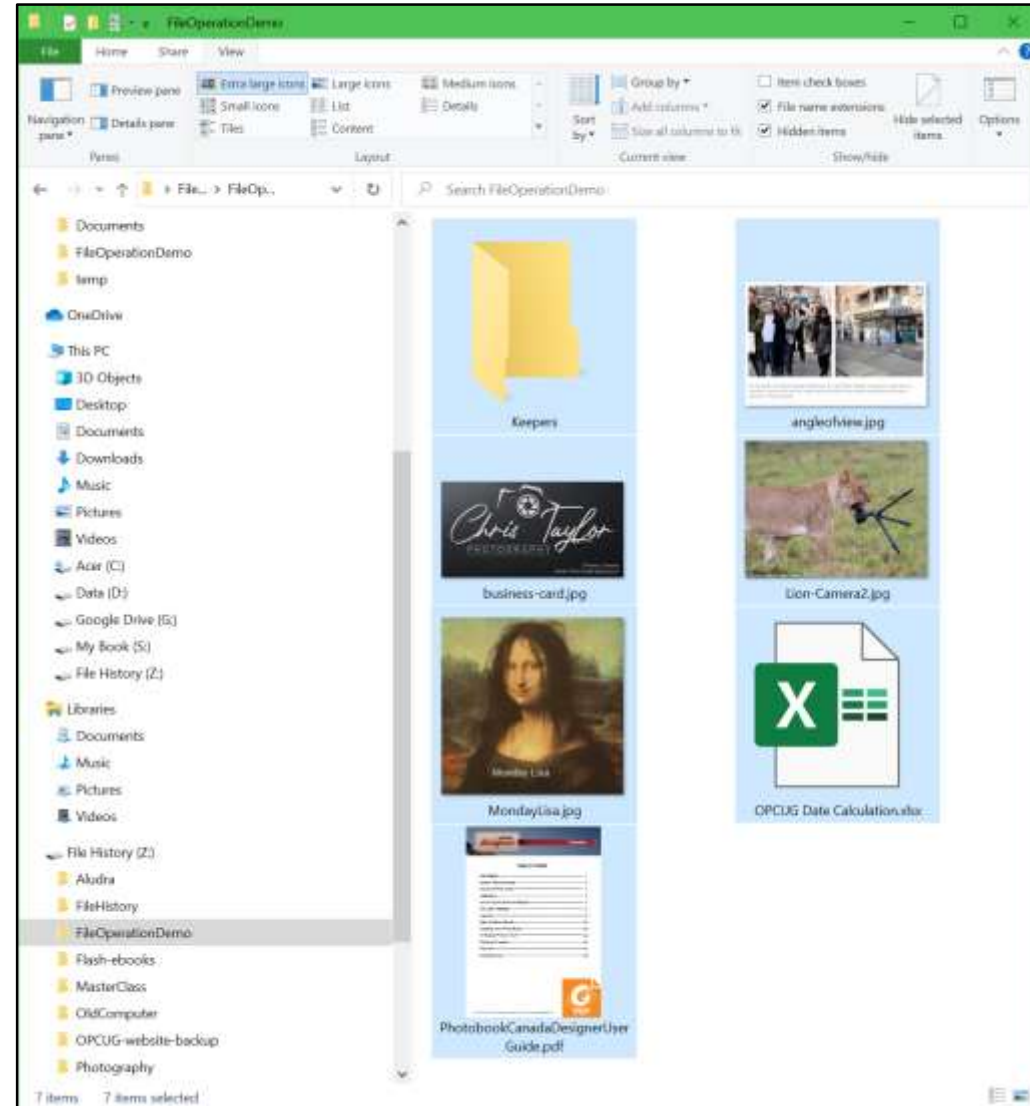 FileOperationDemo
File Home Share View
Navigation pane
Preview pane
Details pane
Panes
Extra large icons Large icons Medium icons
Small icons List Details
Tiles Content
Layout
Sort by
Group by
Add columns
Size all columns to fit
Current view
Item check boxes
File name extensions
Hidden items
Hide selected items
Show/hide
Options
File... > FileOp...
Search FileOperationDemo
Documents
FileOperationDemo
temp
OneDrive
This PC
3D Objects
Desktop
Documents
Downloads
Music
Pictures
Videos
Acer (C:)
Data (D:)
Google Drive (G:)
My Book (S:)
File History (Z:)
Libraries
Documents
Music
Pictures
Videos
File History (Z:)
Aludra
FileHistory
FileOperationDemo
Flash-ebooks
MasterClass
OldComputer
OPCUG-website-backup
Photography
Keepers
angleofview.jpg
Chris Taylor
PHOTOGRAPHY
business-card.jpg
Lion-Camera2.jpg
Monday Lisa
MondayLisa.jpg
X
OPCUG Date Calculation.xlsx
PhotobookCanadaDesignerUser
Guide.pdf
7 items 7 items selected